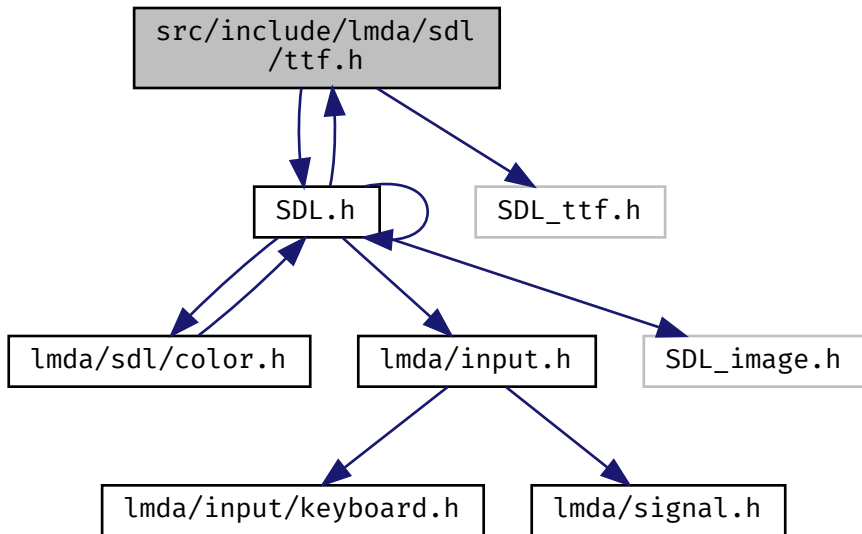 src/include/lmda/sdl
/ttf.h
SDL.h
SDL_ttf.h
lmda/sdl/color.h
lmda/input.h
SDL_image.h
lmda/input/keyboard.h
lmda/signal.h